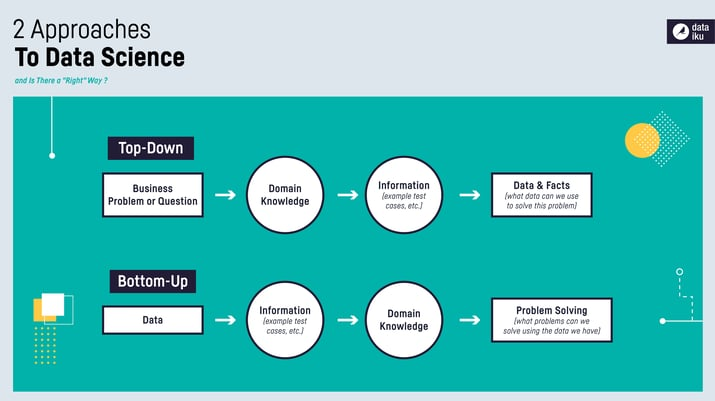 2 Approaches
To Data Science
and Is There a "Right" Way ?
data
iku
Top-Down
Business
Problem or Question
Domain
Knowledge
Information
(example test
cases, etc.)
Data & Facts
(what data can we use
to solve this problem)
Bottom-Up
Data
Information
(example test
cases, etc.)
Domain
Knowledge
Problem Solving
(what problems can we
solve using the data we have)